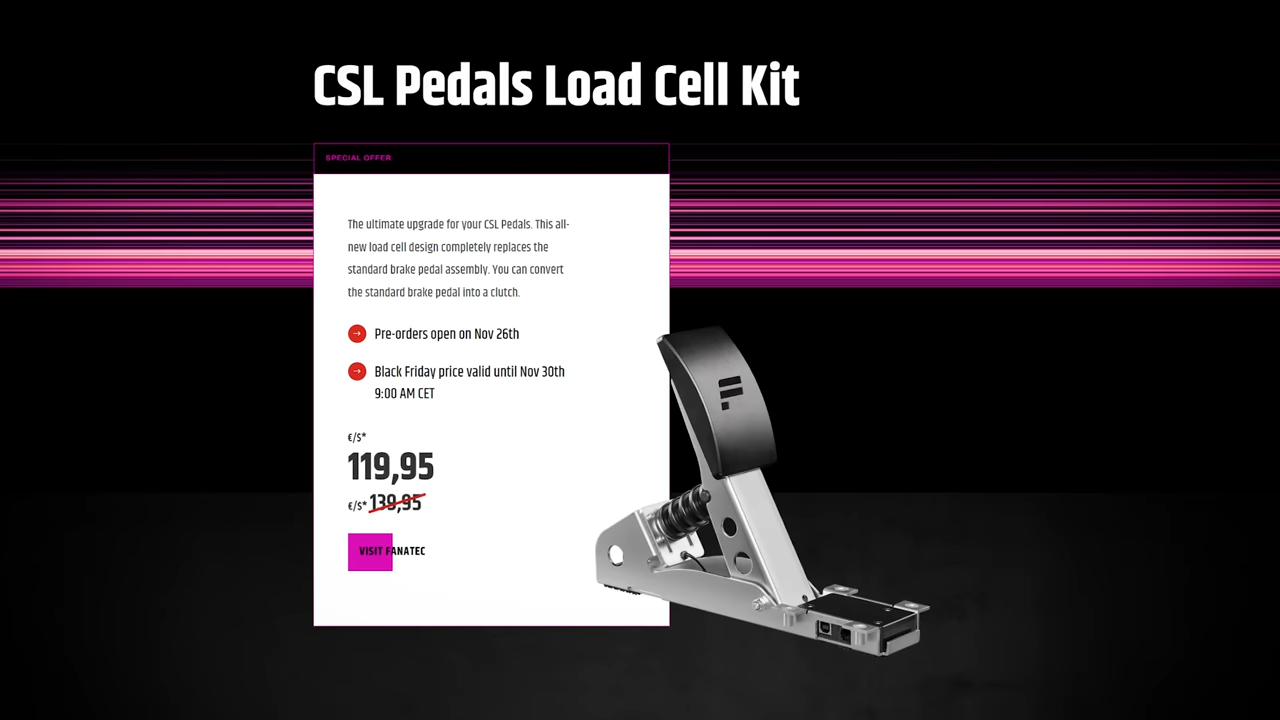 CSL Pedals Load Cell Kit
SPECIAL OFFER
The ultimate upgrade for your CSL Pedals. This all-
new load cell design completely replaces the
standard brake pedal assembly. You can convert
the standard brake pedal into a clutch.
Pre-orders open on Nov 26th
Black Friday price valid until Nov 30th
9:00 AM CET
€/$*
119,95
€/$* 139,95
VISIT FANATEC